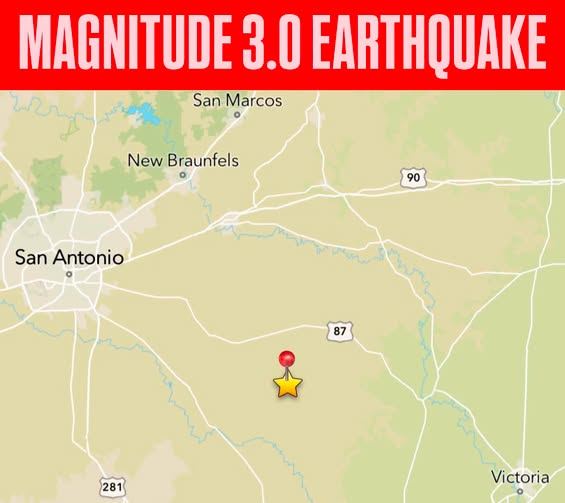 MAGNITUDE 3.0 EARTHQUAKE
San Marcos
New Braunfels
90
San Antonio
87
281
Victoria